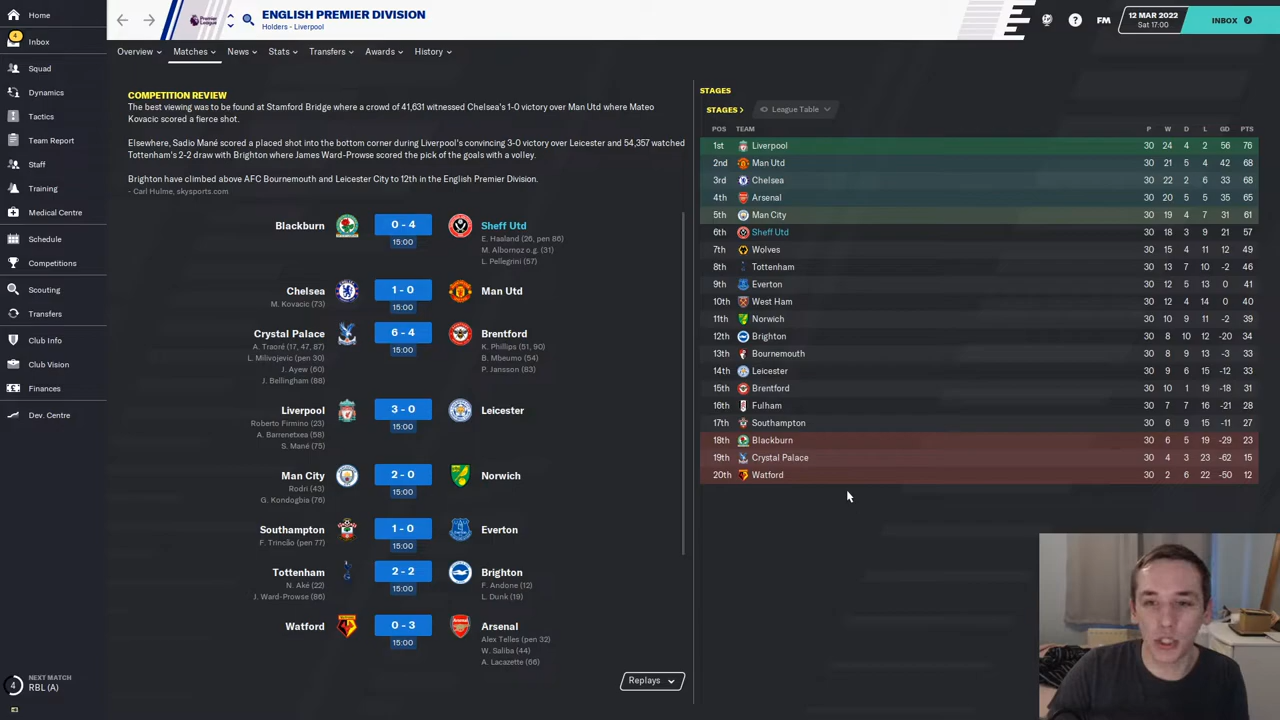 Home
4
Inbox
Squad
Dynamics
Tactics
Team Report
Staff
Training
Medical Centre
Schedule
Competitions
Scouting
Transfers
Club Info
Club Vision
Finances
Dev. Centre
NEXT MATCH
4 RBL (A)
Premier League
ENGLISH PREMIER DIVISION
Holders - Liverpool
? FM
12 MAR 2022
Sat 17:00
INBOX
Overview Matches News Stats Transfers Awards History
COMPETITION REVIEW
The best viewing was to be found at Stamford Bridge where a crowd of 41,631 witnessed Chelsea's 1-0 victory over Man Utd where Mateo
Kovacic scored a fierce shot.
Elsewhere, Sadio Mané scored a placed shot into the bottom corner during Liverpool's convincing 3-0 victory over Leicester and 54,357 watched
Tottenham's 2-2 draw with Brighton where James Ward-Prowse scored the pick of the goals with a volley.
Brighton have climbed above AFC Bournemouth and Leicester City to 12th in the English Premier Division.
- Carl Hulme, skysports.com
Blackburn 0 - 4 Sheff Utd
15:00 E. Haaland (26, pen 86)
M. Albornoz o.g. (31)
L. Pellegrini (57)
Chelsea 1 - 0 Man Utd
M. Kovacic (73) 15:00
Crystal Palace 6 - 4 Brentford
A. Traoré (17, 47, 87) 15:00 K. Phillips (51, 90)
L. Milivojevic (pen 30) B. Mbeumo (54)
J. Ayew (60) P. Jansson (83)
J. Bellingham (88)
Liverpool 3 - 0 Leicester
Roberto Firmino (23) 15:00
A. Barrenetxea (58)
S. Mané (75)
Man City 2 - 0 Norwich
Rodri (43) 15:00
G. Kondogbia (76)
Southampton 1 - 0 Everton
F. Trincão (pen 77) 15:00
Tottenham 2 - 2 Brighton
N. Aké (22) 15:00 F. Andone (12)
J. Ward-Prowse (86) L. Dunk (19)
Watford 0 - 3 Arsenal
15:00 Alex Telles (pen 32)
W. Saliba (44)
A. Lacazette (66)
Replays
STAGES
STAGES > League Table
POS TEAM P W D L GD PTS
1st Liverpool 30 24 4 2 56 76
2nd Man Utd 30 21 5 4 42 68
3rd Chelsea 30 22 2 6 33 68
4th Arsenal 30 20 5 5 35 65
5th Man City 30 19 4 7 31 61
6th Sheff Utd 30 18 3 9 21 57
7th Wolves 30 15 4 11 12 49
8th Tottenham 30 13 7 10 -2 46
9th Everton 30 12 5 13 0 41
10th West Ham 30 12 4 14 0 40
11th Norwich 30 10 9 11 -2 39
12th Brighton 30 8 10 12 -20 34
13th Bournemouth 30 8 9 13 -3 33
14th Leicester 30 9 6 15 -12 33
15th Brentford 30 10 1 19 -18 31
16th Fulham 30 7 7 16 -21 28
17th Southampton 30 6 9 15 -11 27
18th Blackburn 30 6 5 19 -29 23
19th Crystal Palace 30 4 3 23 -62 15
20th Watford 30 2 6 22 -50 12